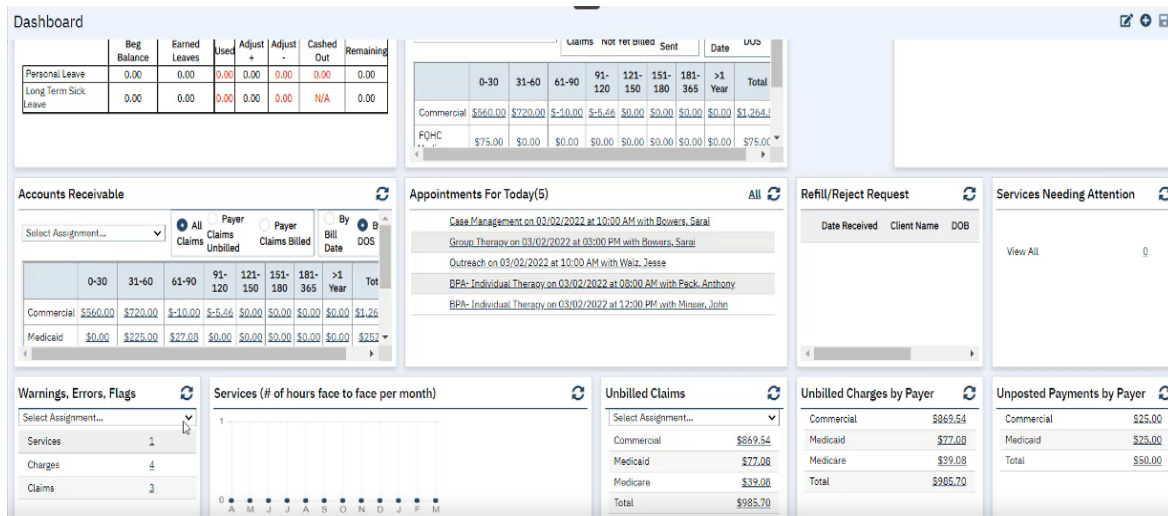 Dashboard
Beg Balance Earned Leaves Used Adjust + Adjust - Cashed Out Remaining
Personal Leave 0.00 0.00 0.00 0.00 0.00 0.00 0.00
Long Term Sick Leave 0.00 0.00 0.00 0.00 0.00 N/A 0.00
Claims Not Yet Billed Sent Date DOS
0-30 31-60 61-90 91-120 121-150 151-180 181-365 >1 Year Total
Commercial $560.00 $720.00 $-10.00 $-5.46 $0.00 $0.00 $0.00 $0.00 $1,264.
FQHC $75.00 $0.00 $0.00 $0.00 $0.00 $0.00 $0.00 $0.00 $75.00
Accounts Receivable
Select Assignment... All Claims Payer Claims Unbilled Payer Claims Billed By Bill Date B DOS
0-30 31-60 61-90 91-120 121-150 151-180 181-365 >1 Year Tot
Commercial $560.00 $720.00 $-10.00 $-5.46 $0.00 $0.00 $0.00 $0.00 $1,26
Medicaid $0.00 $225.00 $27.08 $0.00 $0.00 $0.00 $0.00 $0.00 $252
Appointments For Today(5) All
Case Management on 03/02/2022 at 10:00 AM with Bowers, Sarai
Group Therapy on 03/02/2022 at 03:00 PM with Bowers, Sarai
Outreach on 03/02/2022 at 10:00 AM with Walz, Jesse
BPA- Individual Therapy on 03/02/2022 at 08:00 AM with Peck, Anthony
BPA- Individual Therapy on 03/02/2022 at 12:00 PM with Minser, John
Refill/Reject Request
Date Received Client Name DOB
Services Needing Attention
View All 0
Warnings, Errors, Flags
Select Assignment...
Services 1
Charges 4
Claims 3
Services (# of hours face to face per month)
1
0
A M J J A S O N D J F M
Unbilled Claims
Select Assignment...
Commercial $869.54
Medicaid $77.08
Medicare $39.08
Total $985.70
Unbilled Charges by Payer
Commercial $869.54
Medicaid $77.08
Medicare $39.08
Total $985.70
Unposted Payments by Payer
Commercial $25.00
Medicaid $25.00
Total $50.00